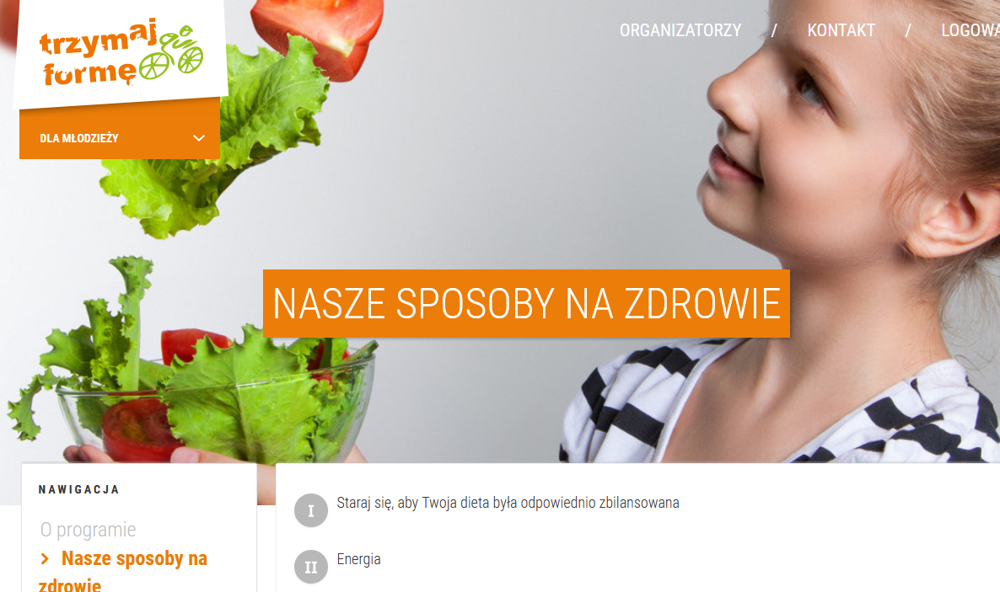 trzymaj
formę
ORGANIZATORZY / KONTAKT / LOGOWA
DLA MŁODZIEŻY
NASZE SPOSOBY NA ZDROWIE
NAWIGACJA
O programie
Nasze sposoby na
zdrowie
I Staraj się, aby Twoja dieta była odpowiednio zbilansowana
II Energia